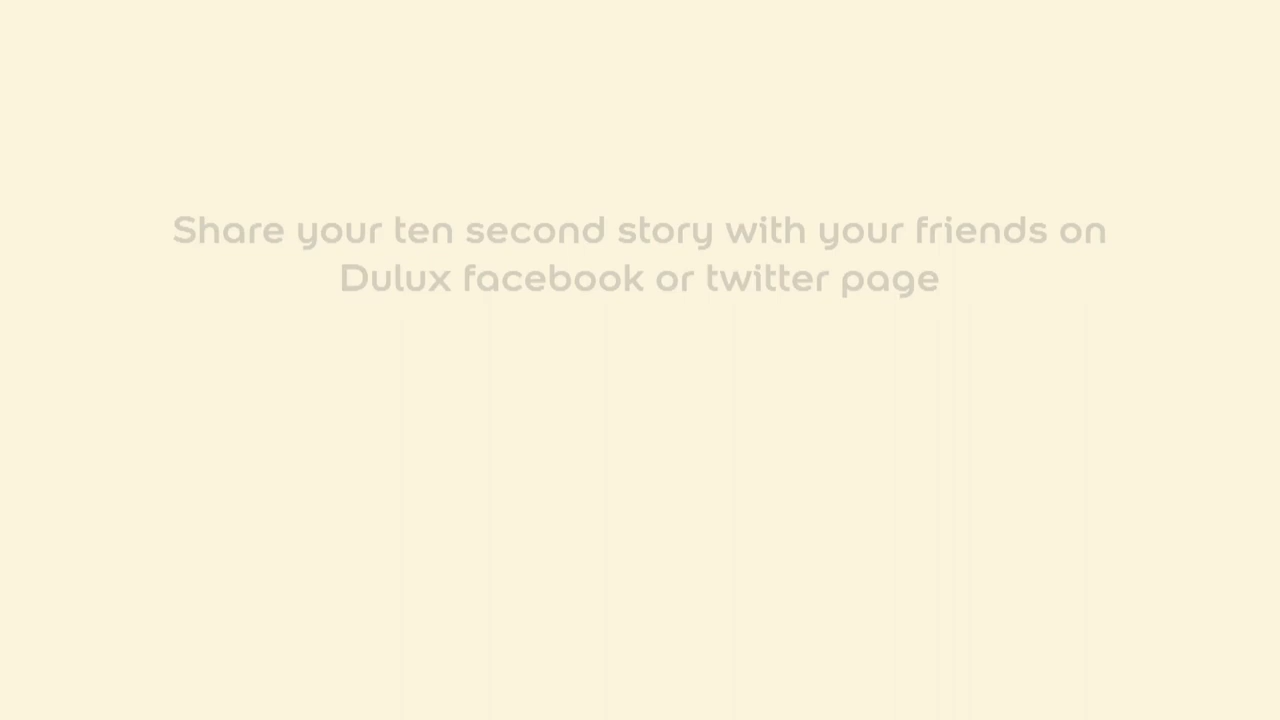 Share your ten second story with your friends on
Dulux facebook or twitter page